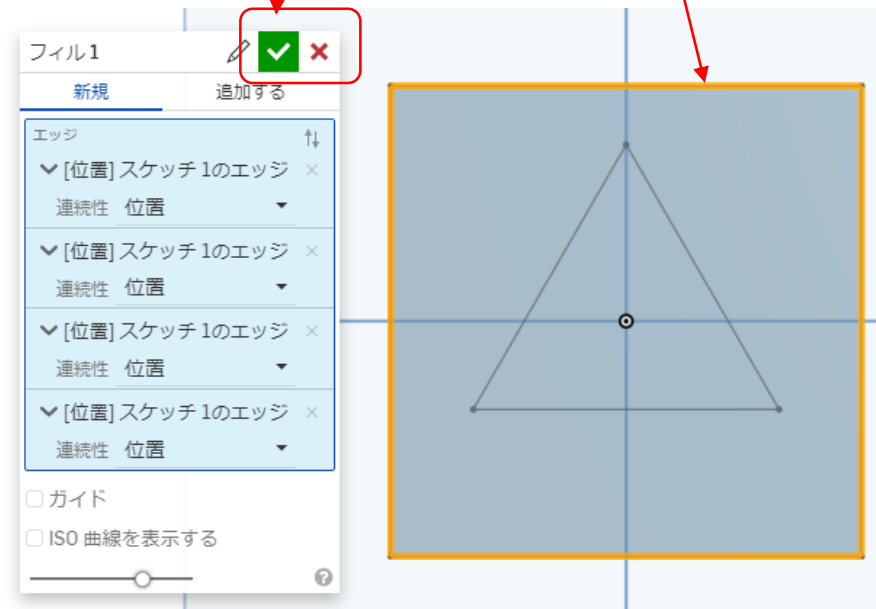 フィル1
新規 追加する
エッジ
[位置] スケッチ 1のエッジ
連続性 位置
[位置] スケッチ 1のエッジ
連続性 位置
[位置] スケッチ 1のエッジ
連続性 位置
[位置] スケッチ 1のエッジ
連続性 位置
ガイド
ISO 曲線を表示する